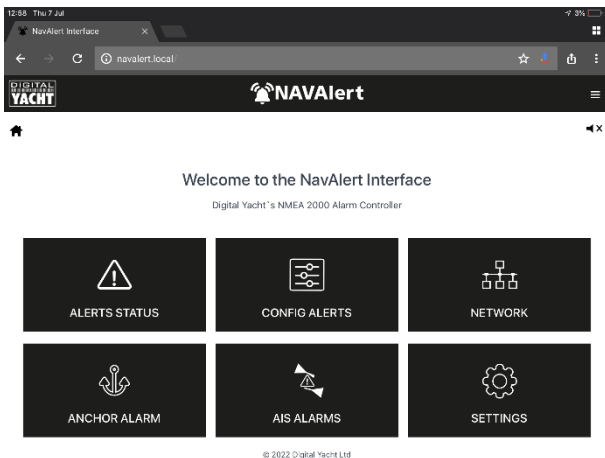 12:58 Thu 7 Jul
3%
NavAlert Interface
navalert.local/
DIGITAL
YACHT
NAVAlert
Welcome to the NavAlert Interface
Digital Yacht`s NMEA 2000 Alarm Controller
ALERTS STATUS
CONFIG ALERTS
NETWORK
ANCHOR ALARM
AIS ALARMS
SETTINGS
© 2022 Digital Yacht Ltd